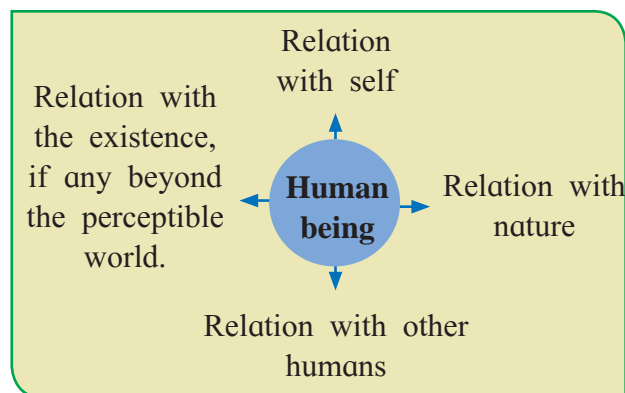 Relation
with self
Relation with
the existence,
if any beyond
the perceptible
world.
Human
being
Relation with
nature
Relation with other
humans